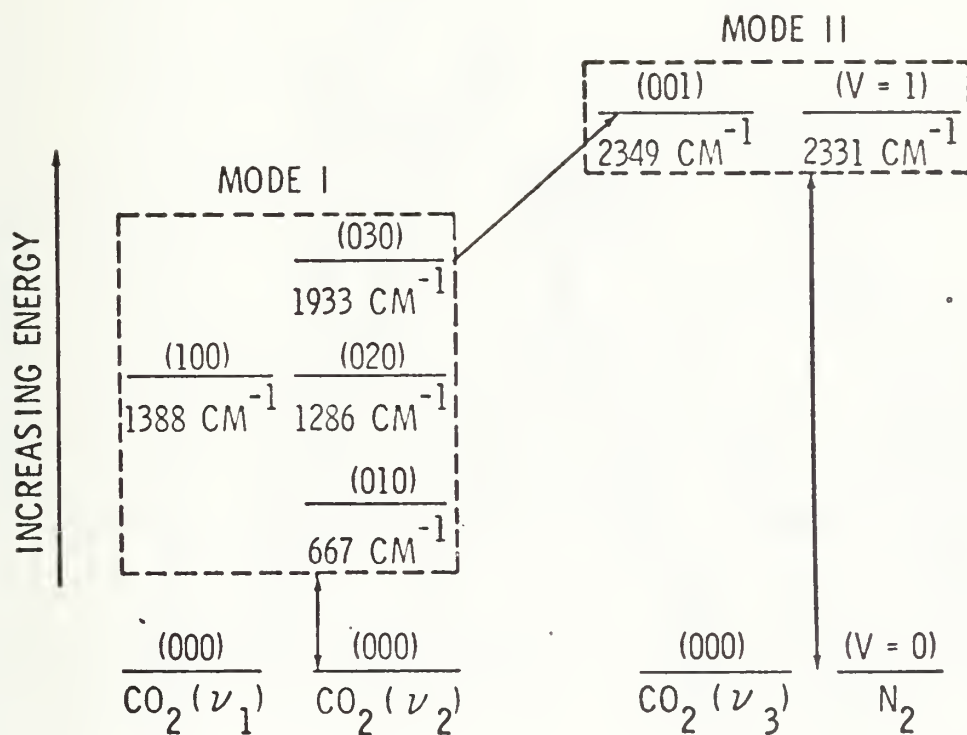 MODE II
(001) (V = 1)
2349 CM⁻¹ 2331 CM⁻¹
MODE I
(030)
1933 CM⁻¹
(100) (020)
1388 CM⁻¹ 1286 CM⁻¹
(010)
667 CM⁻¹
INCREASING ENERGY
(000) (000) (000) (V = 0)
CO₂(ν₁) CO₂(ν₂) CO₂(ν₃) N₂